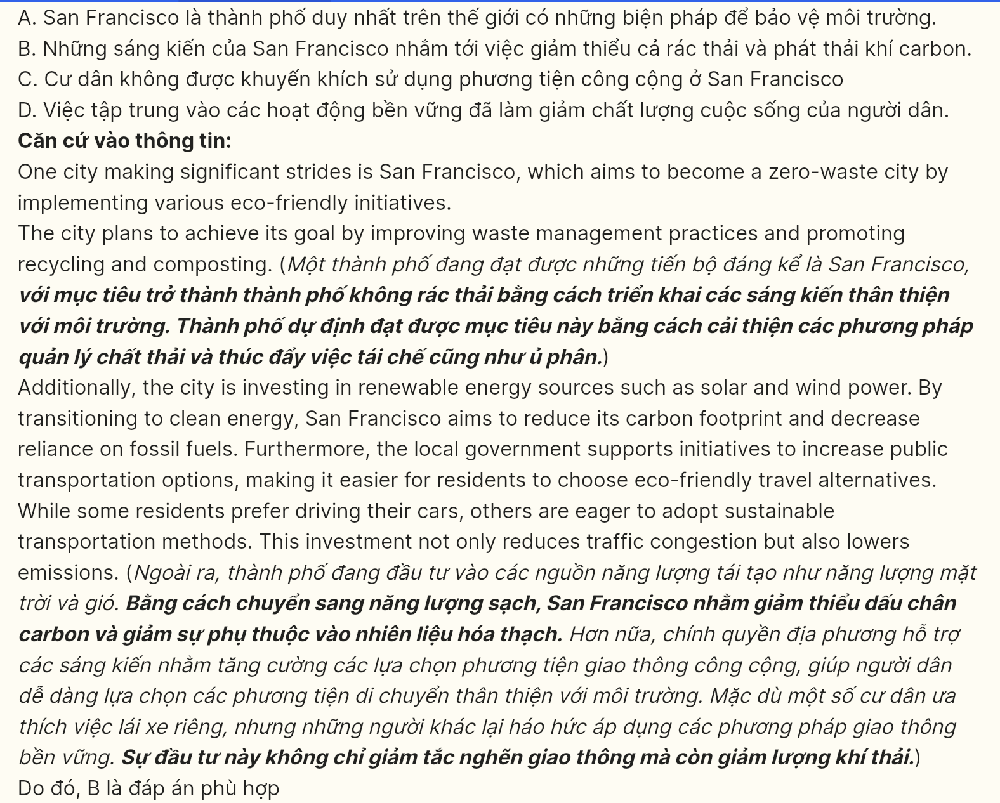 A. San Francisco là thành phố duy nhất trên thế giới có những biện pháp để bảo vệ môi trường.
B. Những sáng kiến của San Francisco nhắm tới việc giảm thiểu cả rác thải và phát thải khí carbon.
C. Cư dân không được khuyến khích sử dụng phương tiện công cộng ở San Francisco
D. Việc tập trung vào các hoạt động bền vững đã làm giảm chất lượng cuộc sống của người dân.
Căn cứ vào thông tin:
One city making significant strides is San Francisco, which aims to become a zero-waste city by
implementing various eco-friendly initiatives.
The city plans to achieve its goal by improving waste management practices and promoting
recycling and composting. (Một thành phố đang đạt được những tiến bộ đáng kể là San Francisco,
với mục tiêu trở thành thành phố không rác thải bằng cách triển khai các sáng kiến thân thiện
với môi trường. Thành phố dự định đạt được mục tiêu này bằng cách cải thiện các phương pháp
quản lý chất thải và thúc đẩy việc tái chế cũng như ủ phân.)
Additionally, the city is investing in renewable energy sources such as solar and wind power. By
transitioning to clean energy, San Francisco aims to reduce its carbon footprint and decrease
reliance on fossil fuels. Furthermore, the local government supports initiatives to increase public
transportation options, making it easier for residents to choose eco-friendly travel alternatives.
While some residents prefer driving their cars, others are eager to adopt sustainable
transportation methods. This investment not only reduces traffic congestion but also lowers
emissions. (Ngoài ra, thành phố đang đầu tư vào các nguồn năng lượng tái tạo như năng lượng mặt
trời và gió. Bằng cách chuyển sang năng lượng sạch, San Francisco nhằm giảm thiểu dấu chân
carbon và giảm sự phụ thuộc vào nhiên liệu hóa thạch. Hơn nữa, chính quyền địa phương hỗ trợ
các sáng kiến nhằm tăng cường các lựa chọn phương tiện giao thông công cộng, giúp người dân
dễ dàng lựa chọn các phương tiện di chuyển thân thiện với môi trường. Mặc dù một số cư dân ưa
thích việc lái xe riêng, nhưng những người khác lại háo hức áp dụng các phương pháp giao thông
bền vững. Sự đầu tư này không chỉ giảm tắc nghẽn giao thông mà còn giảm lượng khí thải.)
Do đó, B là đáp án phù hợp